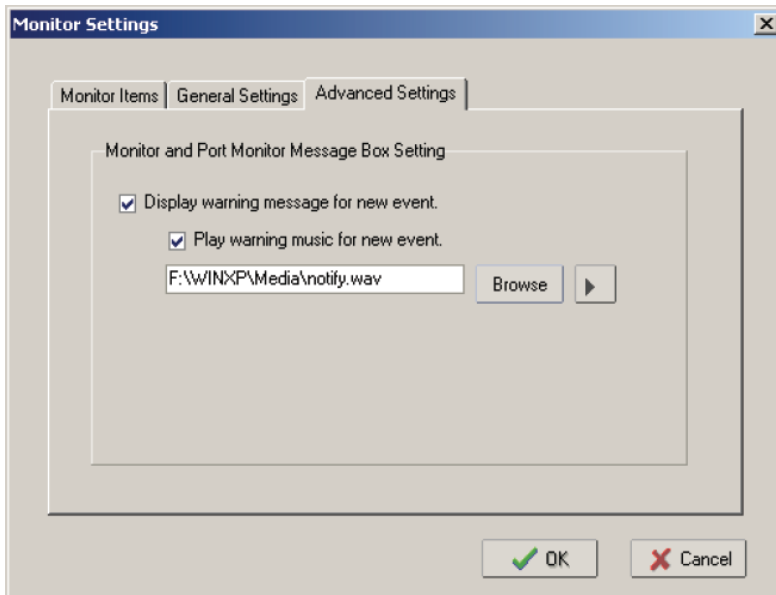 Monitor Settings
Monitor Items General Settings Advanced Settings
Monitor and Port Monitor Message Box Setting
Display warning message for new event.
Play warning music for new event.
F:\WINXP\Media\notify.wav Browse
OK Cancel